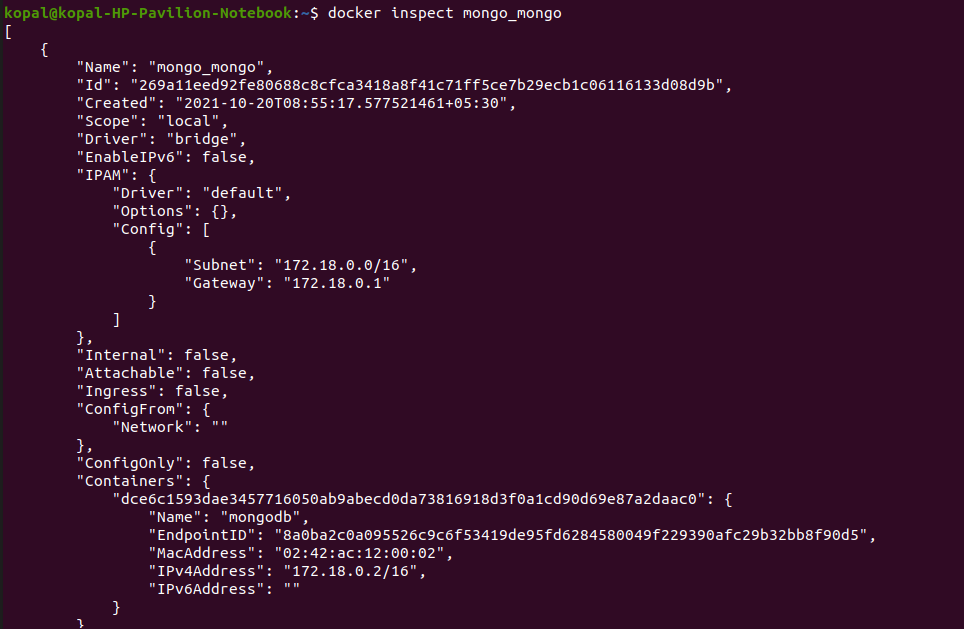 kopal@kopal-HP-Pavilion-Notebook:~$ docker inspect mongo_mongo
[
    {
        "Name": "mongo_mongo",
        "Id": "269a11eed92fe80688c8cfca3418a8f41c71ff5ce7b29ecb1c06116133d08d9b",
        "Created": "2021-10-20T08:55:17.577521461+05:30",
        "Scope": "local",
        "Driver": "bridge",
        "EnableIPv6": false,
        "IPAM": {
            "Driver": "default",
            "Options": {},
            "Config": [
                {
                    "Subnet": "172.18.0.0/16",
                    "Gateway": "172.18.0.1"
                }
            ]
        },
        "Internal": false,
        "Attachable": false,
        "Ingress": false,
        "ConfigFrom": {
            "Network": ""
        },
        "ConfigOnly": false,
        "Containers": {
            "dce6c1593dae3457716050ab9abecd0da73816918d3f0a1cd90d69e87a2daac0": {
                "Name": "mongodb",
                "EndpointID": "8a0ba2c0a095526c9c6f53419de95fd6284580049f229390afc29b32bb8f90d5",
                "MacAddress": "02:42:ac:12:00:02",
                "IPv4Address": "172.18.0.2/16",
                "IPv6Address": ""
            }
        }